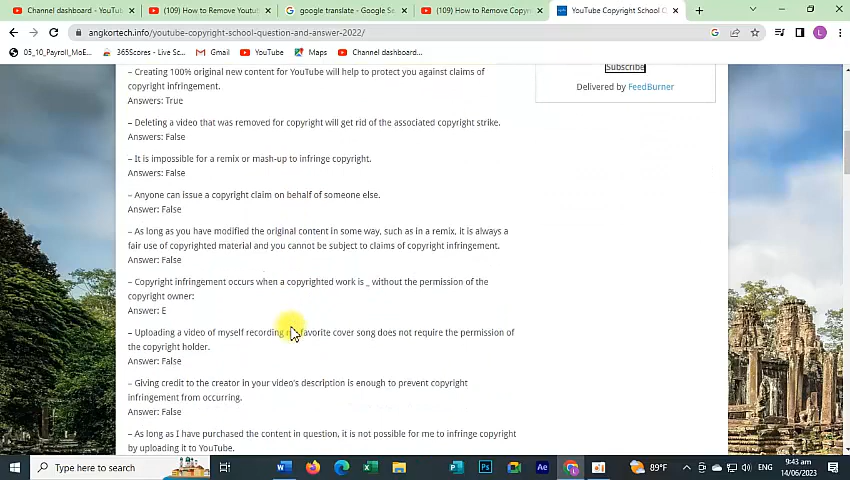 Channel dashboard - YouTu
(109) How to Remove Youtu
google translate - Google Se
(109) How to Remove Copyr
YouTube Copyright School Q
angkortech.info/youtube-copyright-school-question-and-answer-2022/
05_10_Payroll_MoE...
365Scores - Live Sc...
Gmail
YouTube
Maps
Channel dashboard...
– Creating 100% original new content for YouTube will help to protect you against claims of
copyright infringement.
Answers: True
– Deleting a video that was removed for copyright will get rid of the associated copyright strike.
Answers: False
– It is impossible for a remix or mash-up to infringe copyright.
Answers: False
– Anyone can issue a copyright claim on behalf of someone else.
Answer: False
– As long as you have modified the original content in some way, such as in a remix, it is always a
fair use of copyrighted material and you cannot be subject to claims of copyright infringement.
Answer: False
– Copyright infringement occurs when a copyrighted work is _ without the permission of the
copyright owner:
Answer: E
– Uploading a video of myself recording favorite cover song does not require the permission of
the copyright holder.
Answer: False
– Giving credit to the creator in your video's description is enough to prevent copyright
infringement from occurring.
Answer: False
– As long as I have purchased the content in question, it is not possible for me to infringe copyright
by uploading it to YouTube.
Subscribe
Delivered by FeedBurner
Type here to search
89°F
ENG
9:43 am
14/06/2023